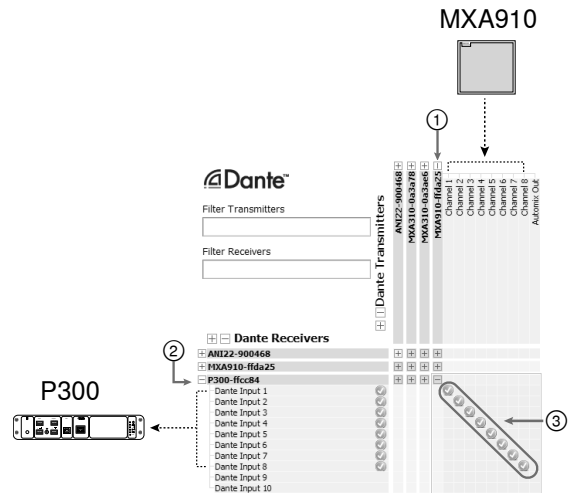 MXA910
1
Dante™
Filter Transmitters
Filter Receivers
Dante Transmitters
ANI22-900468
MXA310-0a3a78
MXA310-0a3ae6
MXA910-ffda25
Channel 1
Channel 2
Channel 3
Channel 4
Channel 5
Channel 6
Channel 7
Channel 8
Automix Out
Dante Receivers
2
ANI22-900468
MXA910-ffda25
P300-ffcc84
P300
Dante Input 1
Dante Input 2
Dante Input 3
Dante Input 4
Dante Input 5
Dante Input 6
Dante Input 7
Dante Input 8
Dante Input 9
Dante Input 10
3